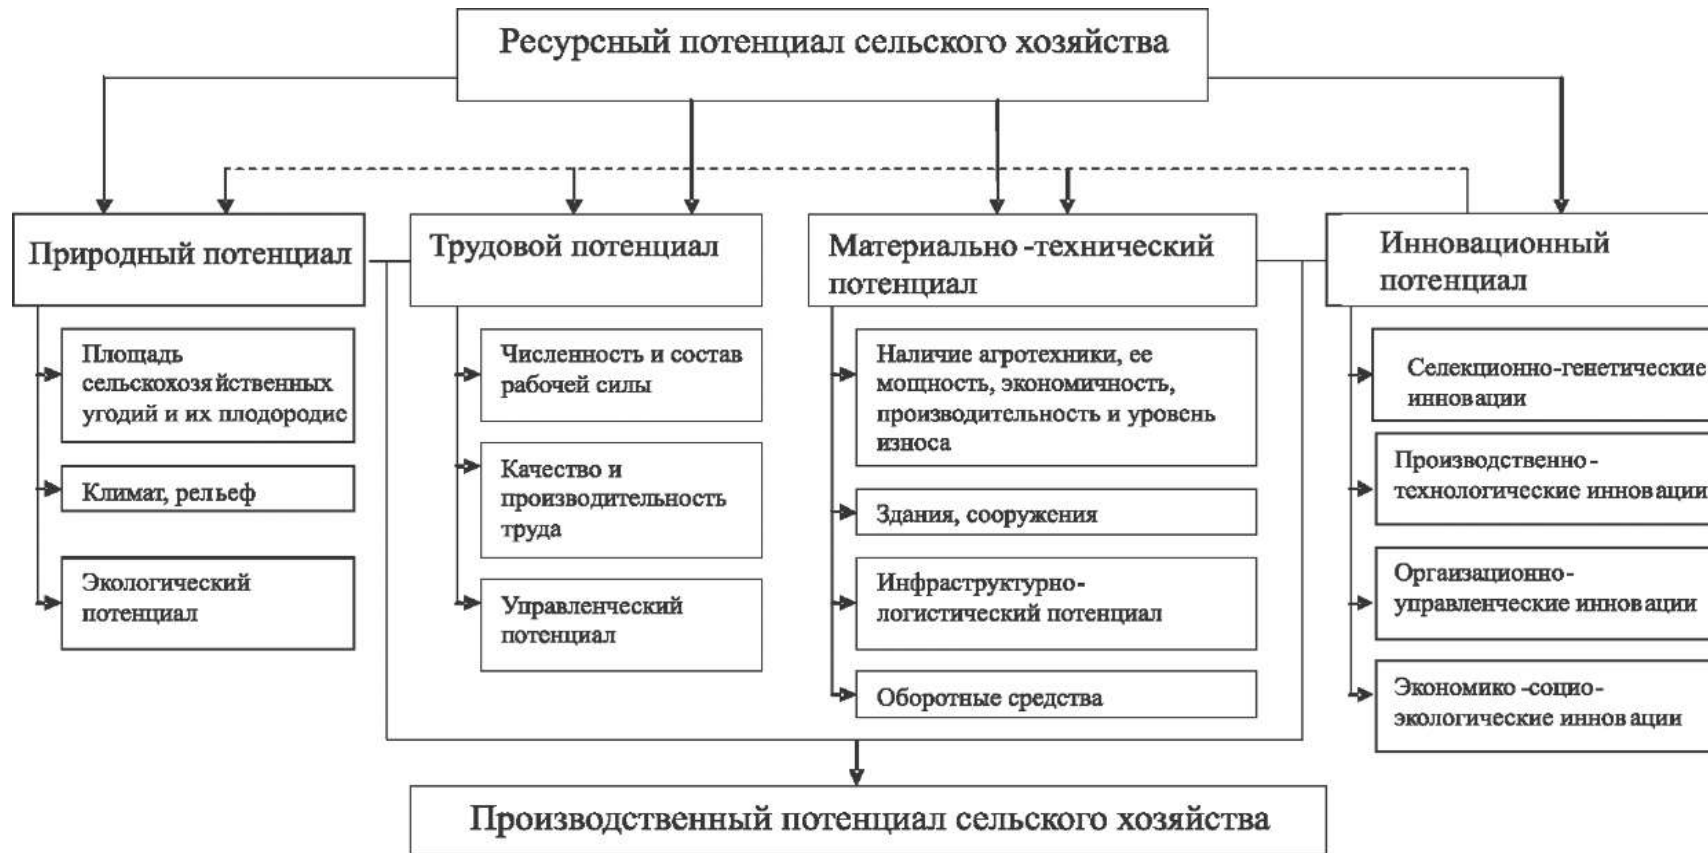 Ресурсный потенциал сельского хозяйства
Природный потенциал
Площадь
сельскохозяйственных
угодий и их плодородие
Климат, рельеф
Экологический
потенциал
Трудовой потенциал
Численность и состав
рабочей силы
Качество и
производительность
труда
Управленческий
потенциал
Материально -технический
потенциал
Наличие агротехники, ее
мощность, экономичность,
производительность и уровень
износа
Здания, сооружения
Инфраструктурно-
логистический потенциал
Оборотные средства
Инновационный
потенциал
Селекционно-генетические
инновации
Производственно-
технологические инновации
Оргаизационно-
управленческие инновации
Экономико -социо-
экологические инновации
Производственный потенциал сельского хозяйства